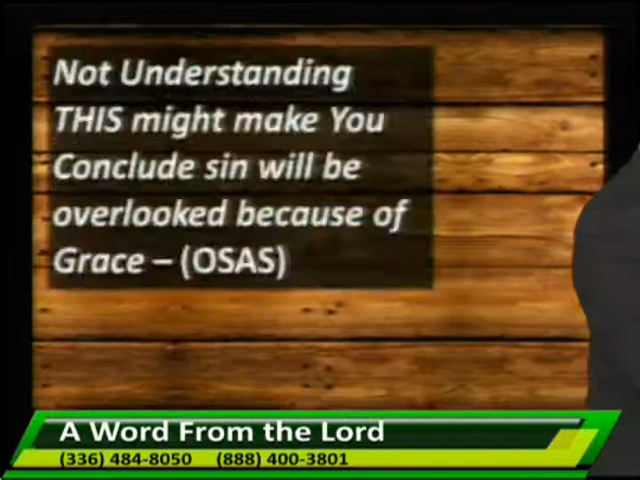 Not Understanding
THIS might make You
Conclude sin will be
overlooked because of
Grace – (OSAS)
A Word From the Lord
(336) 484-8050 (888) 400-3801